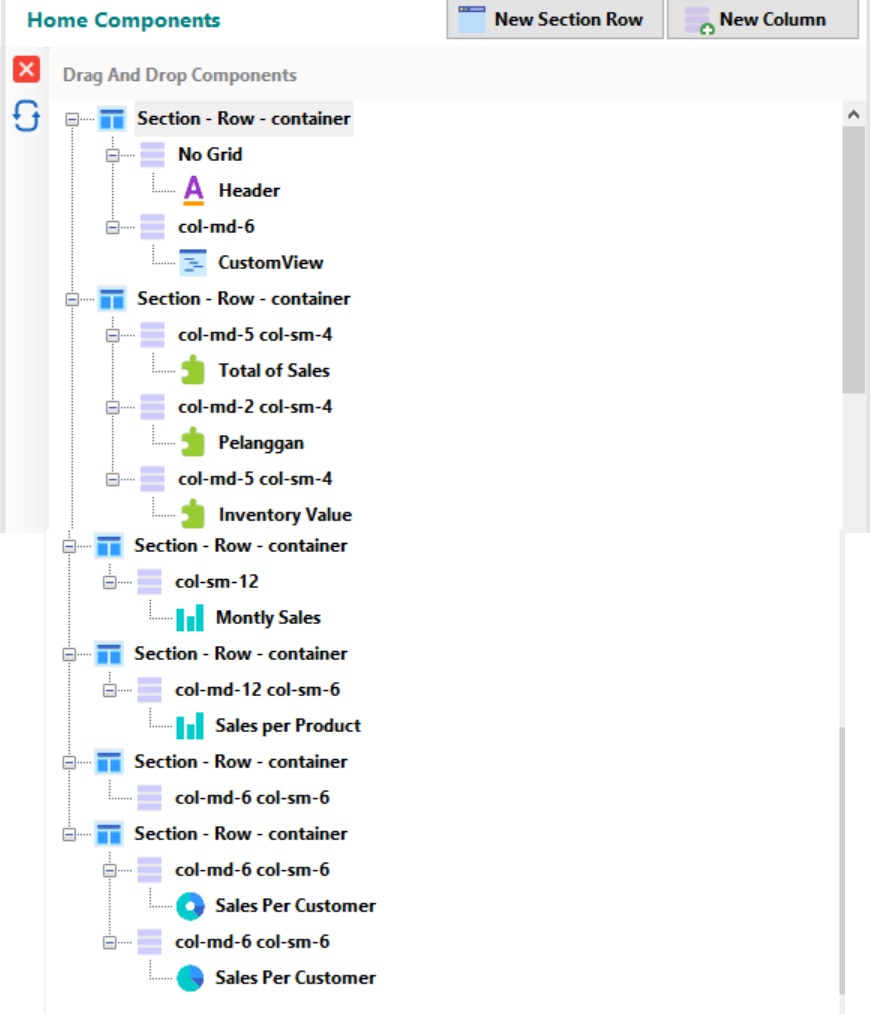 Home Components
New Section Row
New Column
Drag And Drop Components
Section - Row - container
No Grid
Header
col-md-6
CustomView
Section - Row - container
col-md-5 col-sm-4
Total of Sales
col-md-2 col-sm-4
Pelanggan
col-md-5 col-sm-4
Inventory Value
Section - Row - container
col-sm-12
Montly Sales
Section - Row - container
col-md-12 col-sm-6
Sales per Product
Section - Row - container
col-md-6 col-sm-6
Section - Row - container
col-md-6 col-sm-6
Sales Per Customer
col-md-6 col-sm-6
Sales Per Customer